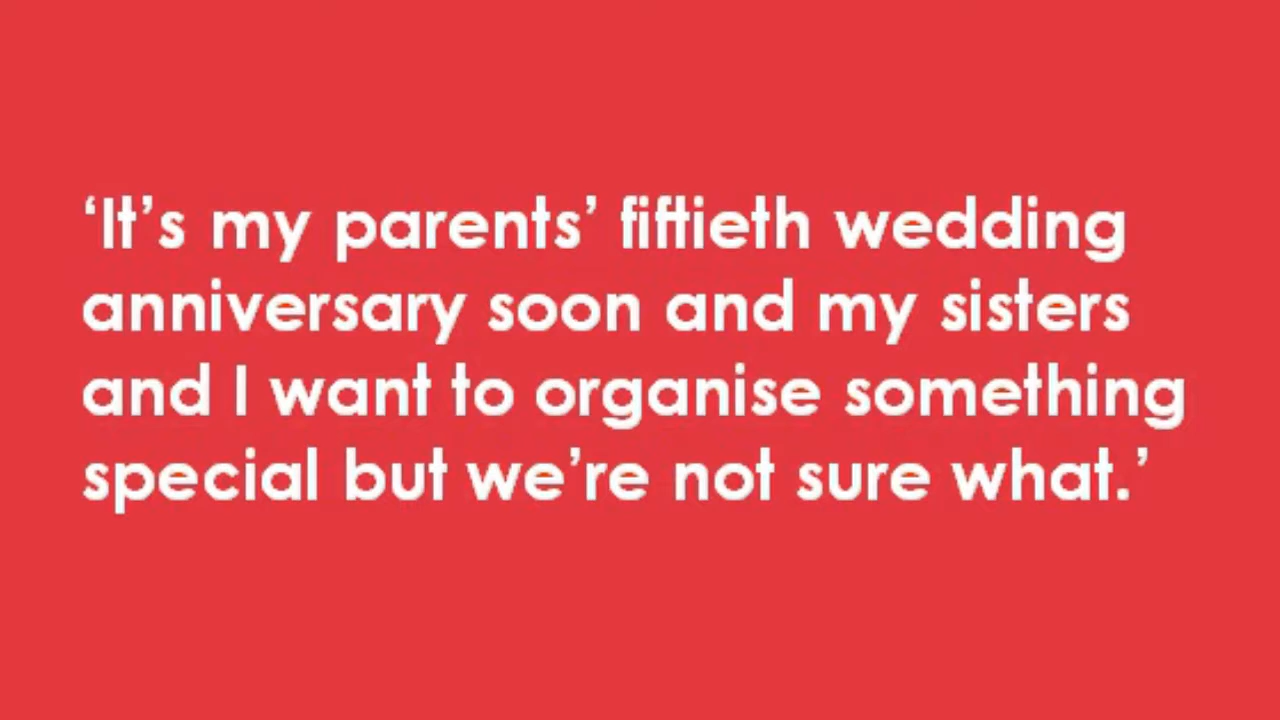 ‘It’s my parents’ fiftieth wedding
anniversary soon and my sisters
and I want to organise something
special but we’re not sure what.’